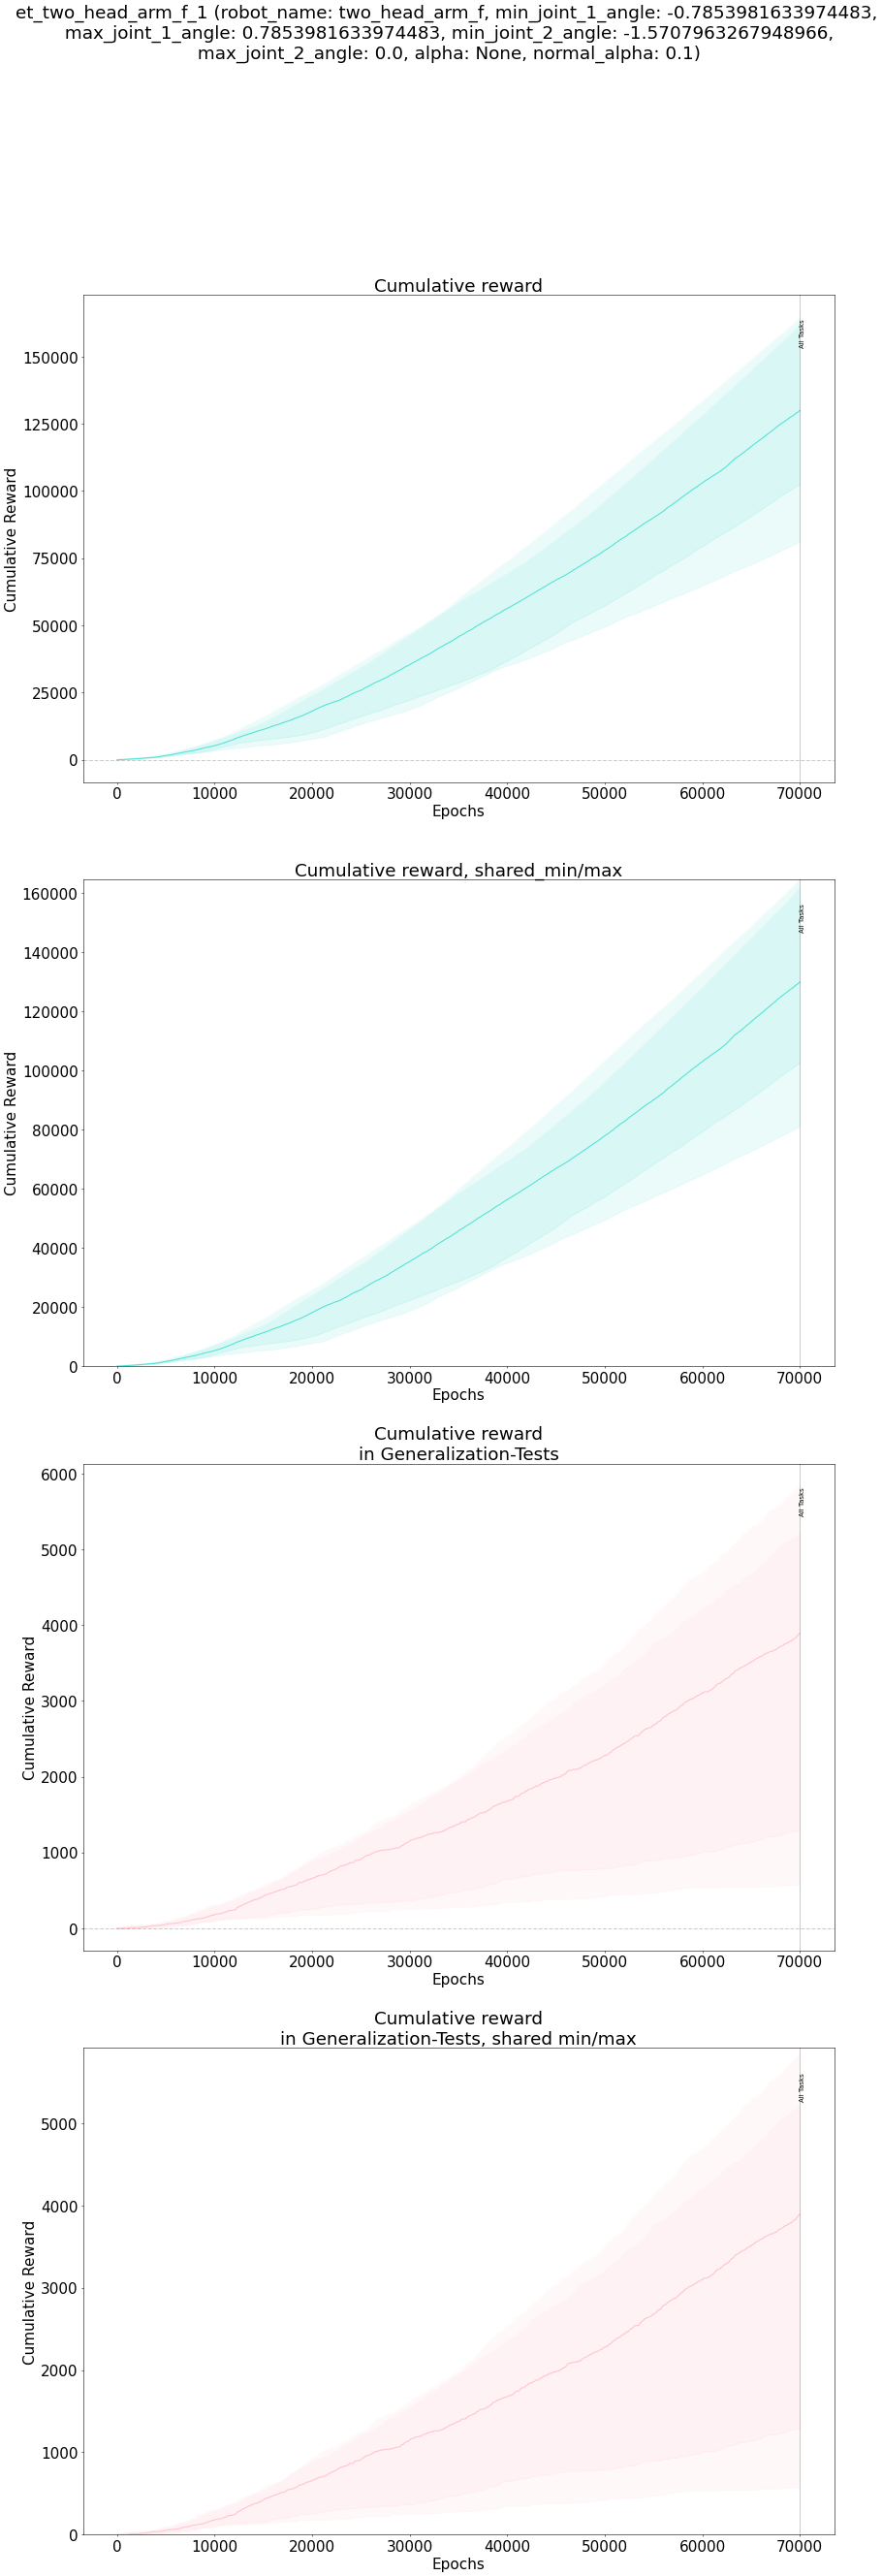 et_two_head_arm_f_1 (robot_name: two_head_arm_f, min_joint_1_angle: -0.7853981633974483,
max_joint_1_angle: 0.7853981633974483, min_joint_2_angle: -1.5707963267948966,
max_joint_2_angle: 0.0, alpha: None, normal_alpha: 0.1)
Cumulative reward
All Tasks
150000
125000
100000
75000
50000
25000
0
Cumulative Reward
0 10000 20000 30000 40000 50000 60000 70000
Epochs
Cumulative reward, shared_min/max
All Tasks
160000
140000
120000
100000
80000
60000
40000
20000
0
Cumulative Reward
0 10000 20000 30000 40000 50000 60000 70000
Epochs
Cumulative reward
in Generalization-Tests
All Tasks
6000
5000
4000
3000
2000
1000
0
Cumulative Reward
0 10000 20000 30000 40000 50000 60000 70000
Epochs
Cumulative reward
in Generalization-Tests, shared min/max
All Tasks
5000
4000
3000
2000
1000
0
Cumulative Reward
0 10000 20000 30000 40000 50000 60000 70000
Epochs